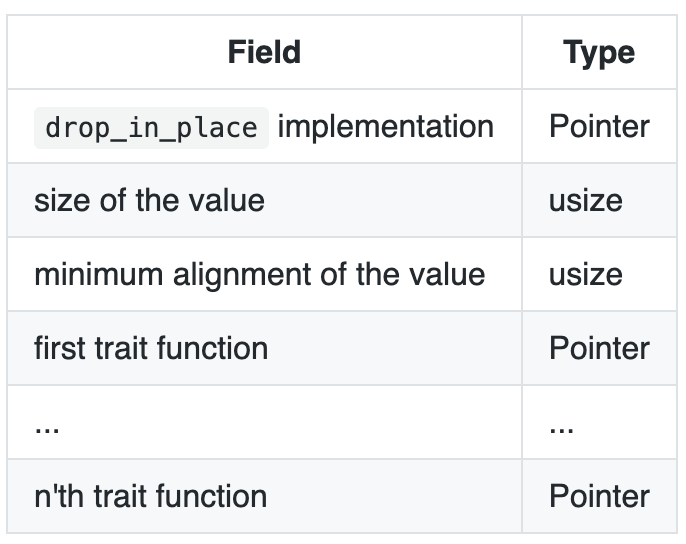 Field Type
drop_in_place implementation Pointer
size of the value usize
minimum alignment of the value usize
first trait function Pointer
... ...
n'th trait function Pointer